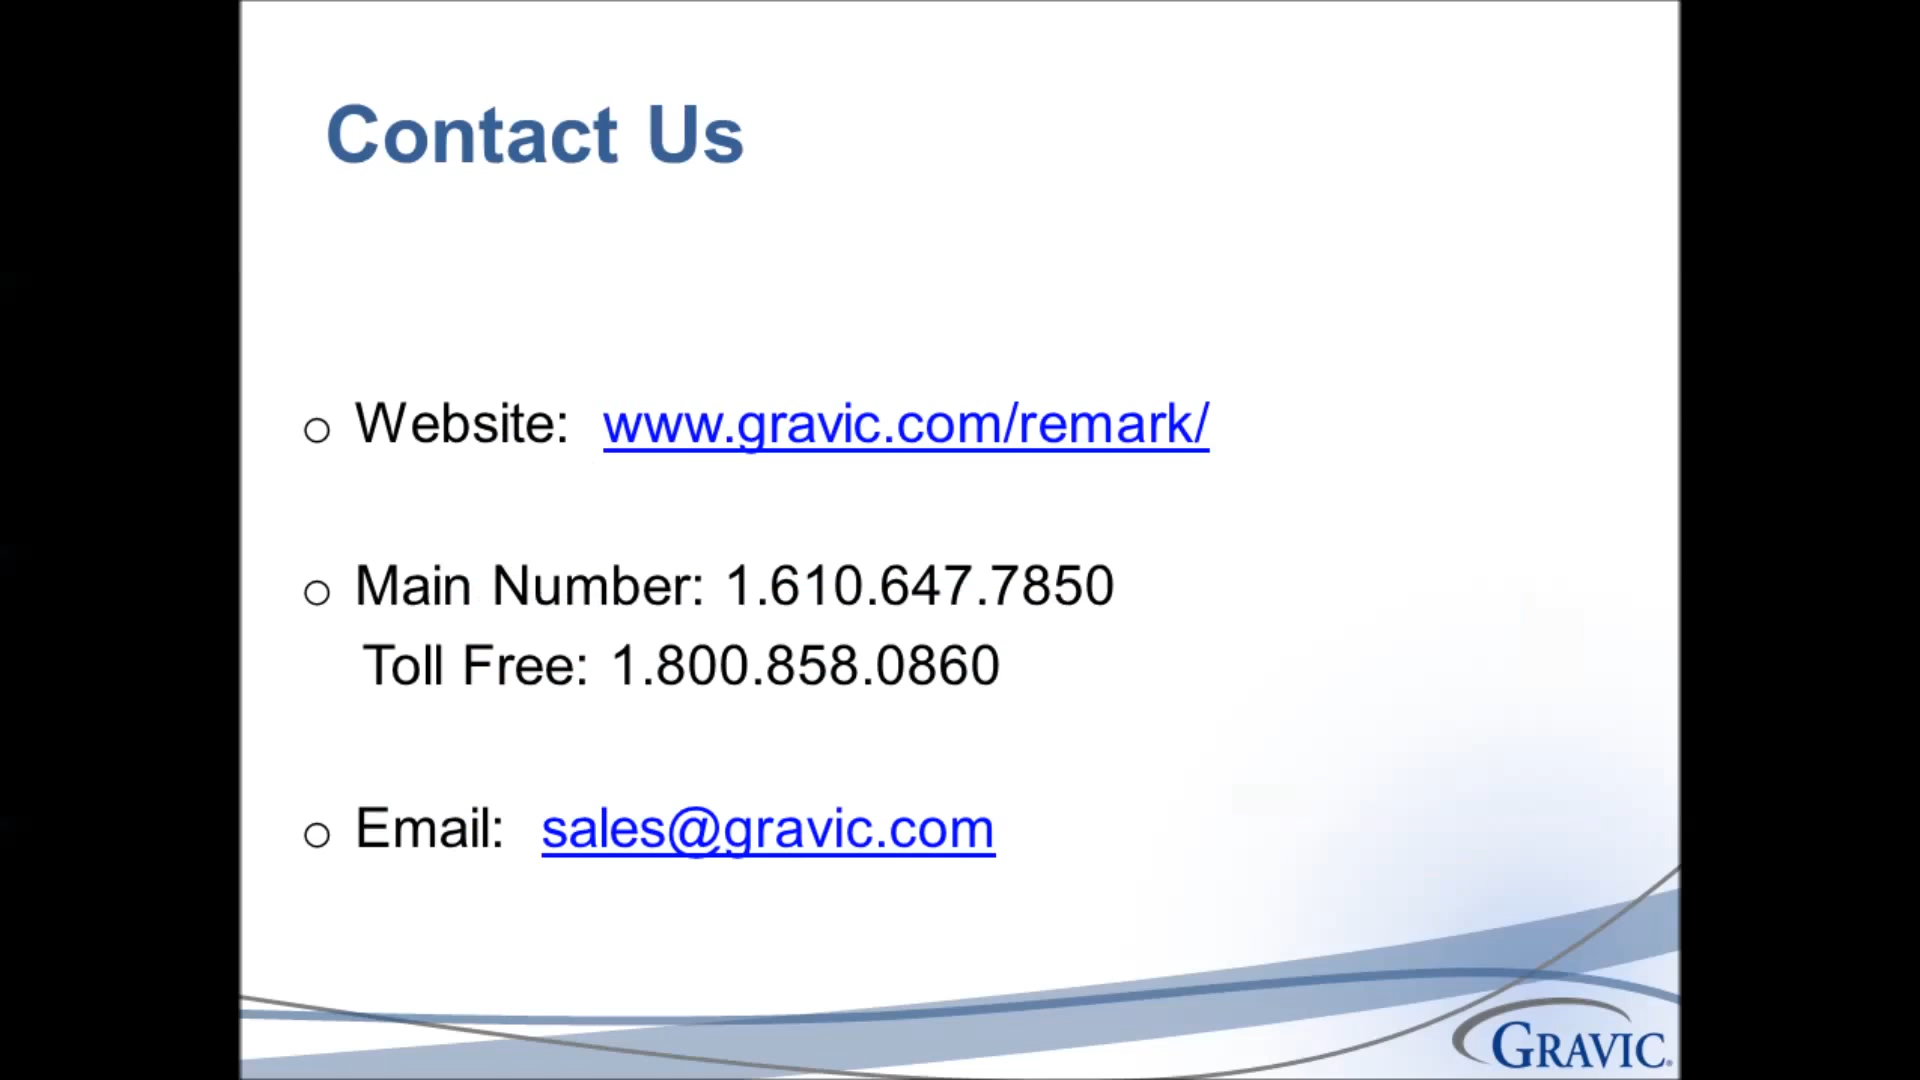 Contact Us
Website: www.gravic.com/remark/
Main Number: 1.610.647.7850
Toll Free: 1.800.858.0860
Email: sales@gravic.com
GRAVIC®